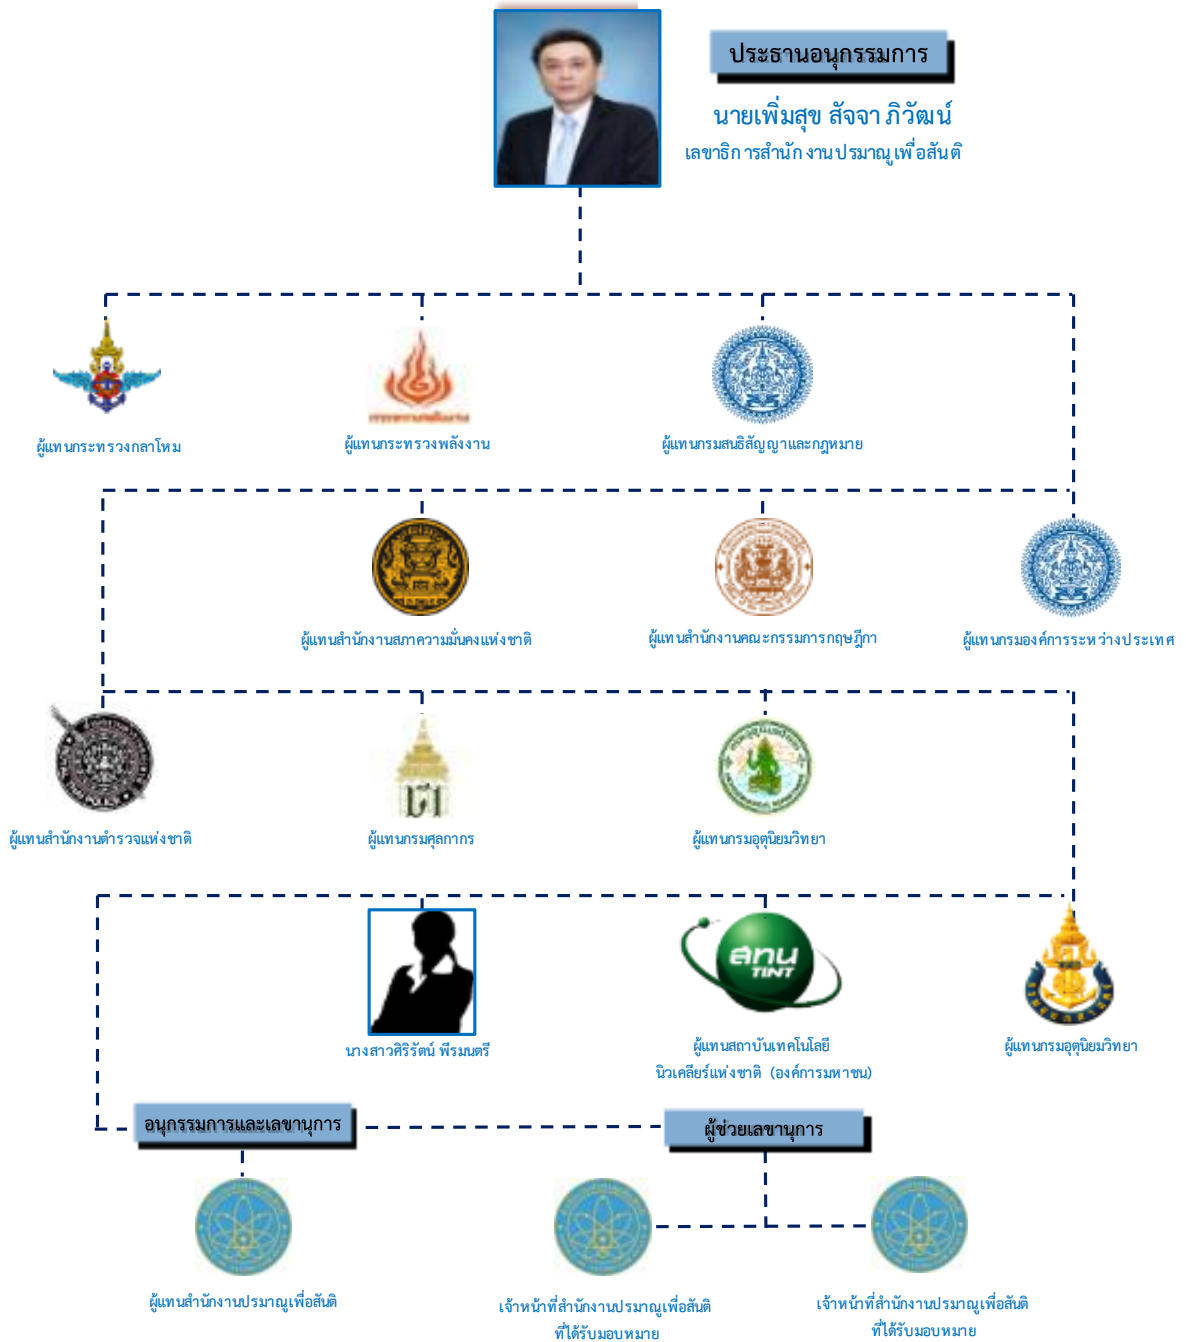 ประธานอนุกรรมการ
นายเพิ่มสุข สัจจาภิวัฒน์
เลขาธิการสำนักงานปรมาณูเพื่อสันติ
ผู้แทนกระทรวงกลาโหม
ผู้แทนกระทรวงพลังงาน
ผู้แทนกรมสนธิสัญญาและกฎหมาย
ผู้แทนสำนักงานสภาความมั่นคงแห่งชาติ
ผู้แทนสำนักงานคณะกรรมการกฤษฎีกา
ผู้แทนกรมองค์การระหว่างประเทศ
ผู้แทนสำนักงานตำรวจแห่งชาติ
ผู้แทนกรมศุลกากร
ผู้แทนกรมอุตุนิยมวิทยา
สทน
TINT
นางสาวศิริรัตน์ พีรมนตรี
ผู้แทนสถาบันเทคโนโลยี
นิวเคลียร์แห่งชาติ (องค์การมหาชน)
ผู้แทนกรมอุตุนิยมวิทยา
อนุกรรมการและเลขานุการ
ผู้ช่วยเลขานุการ
ผู้แทนสำนักงานปรมาณูเพื่อสันติ
เจ้าหน้าที่สำนักงานปรมาณูเพื่อสันติ
ที่ได้รับมอบหมาย
เจ้าหน้าที่สำนักงานปรมาณูเพื่อสันติ
ที่ได้รับมอบหมาย